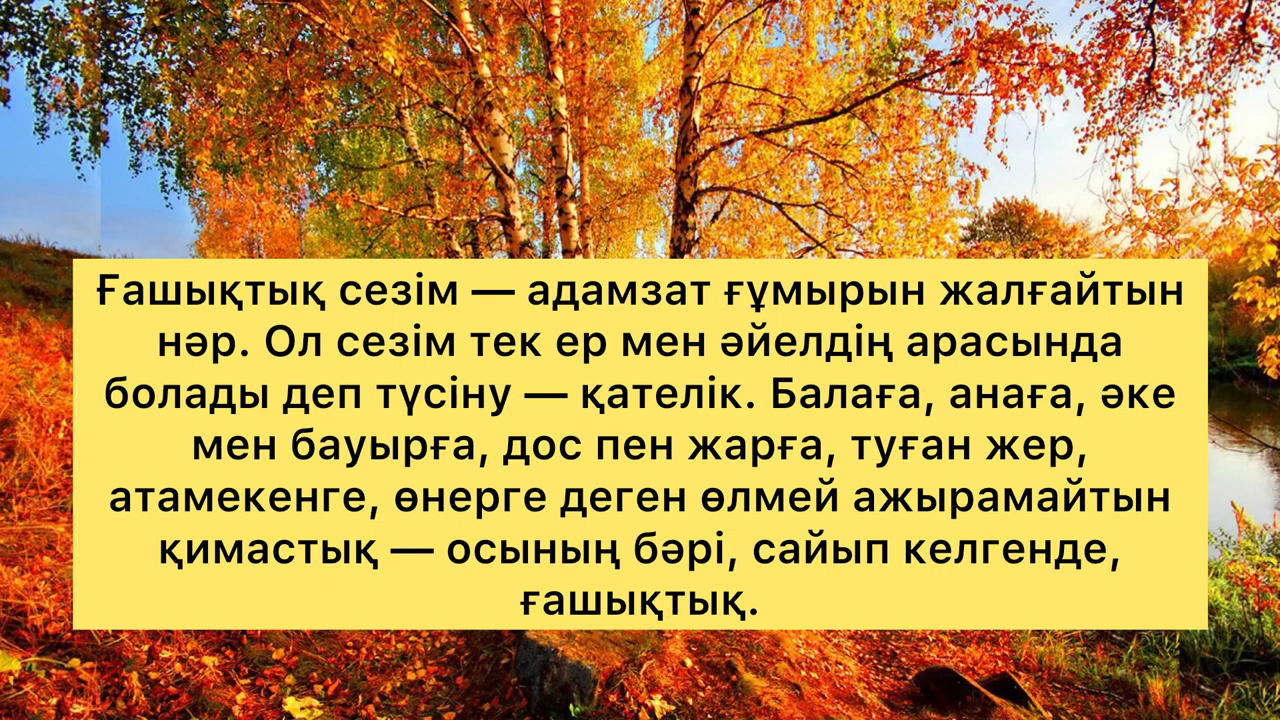 Ғашықтық сезім — адамзат ғұмырын жалғайтын
нәр. Ол сезім тек ер мен әйелдің арасында
болады деп түсіну — қателік. Балаға, анаға, әке
мен бауырға, дос пен жарға, туған жер,
атамекенге, өнерге деген өлмей ажырамайтын
қимастық — осының бәрі, сайып келгенде,
ғашықтық.